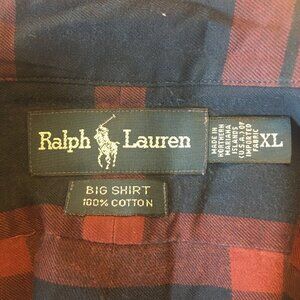 Ralph Lauren
MADE IN
NORTHERN
MARIANA
ISLANDS
(U.S.A.) OF
IMPORTED
FABRIC
XL
BIG SHIRT
100% COTTON